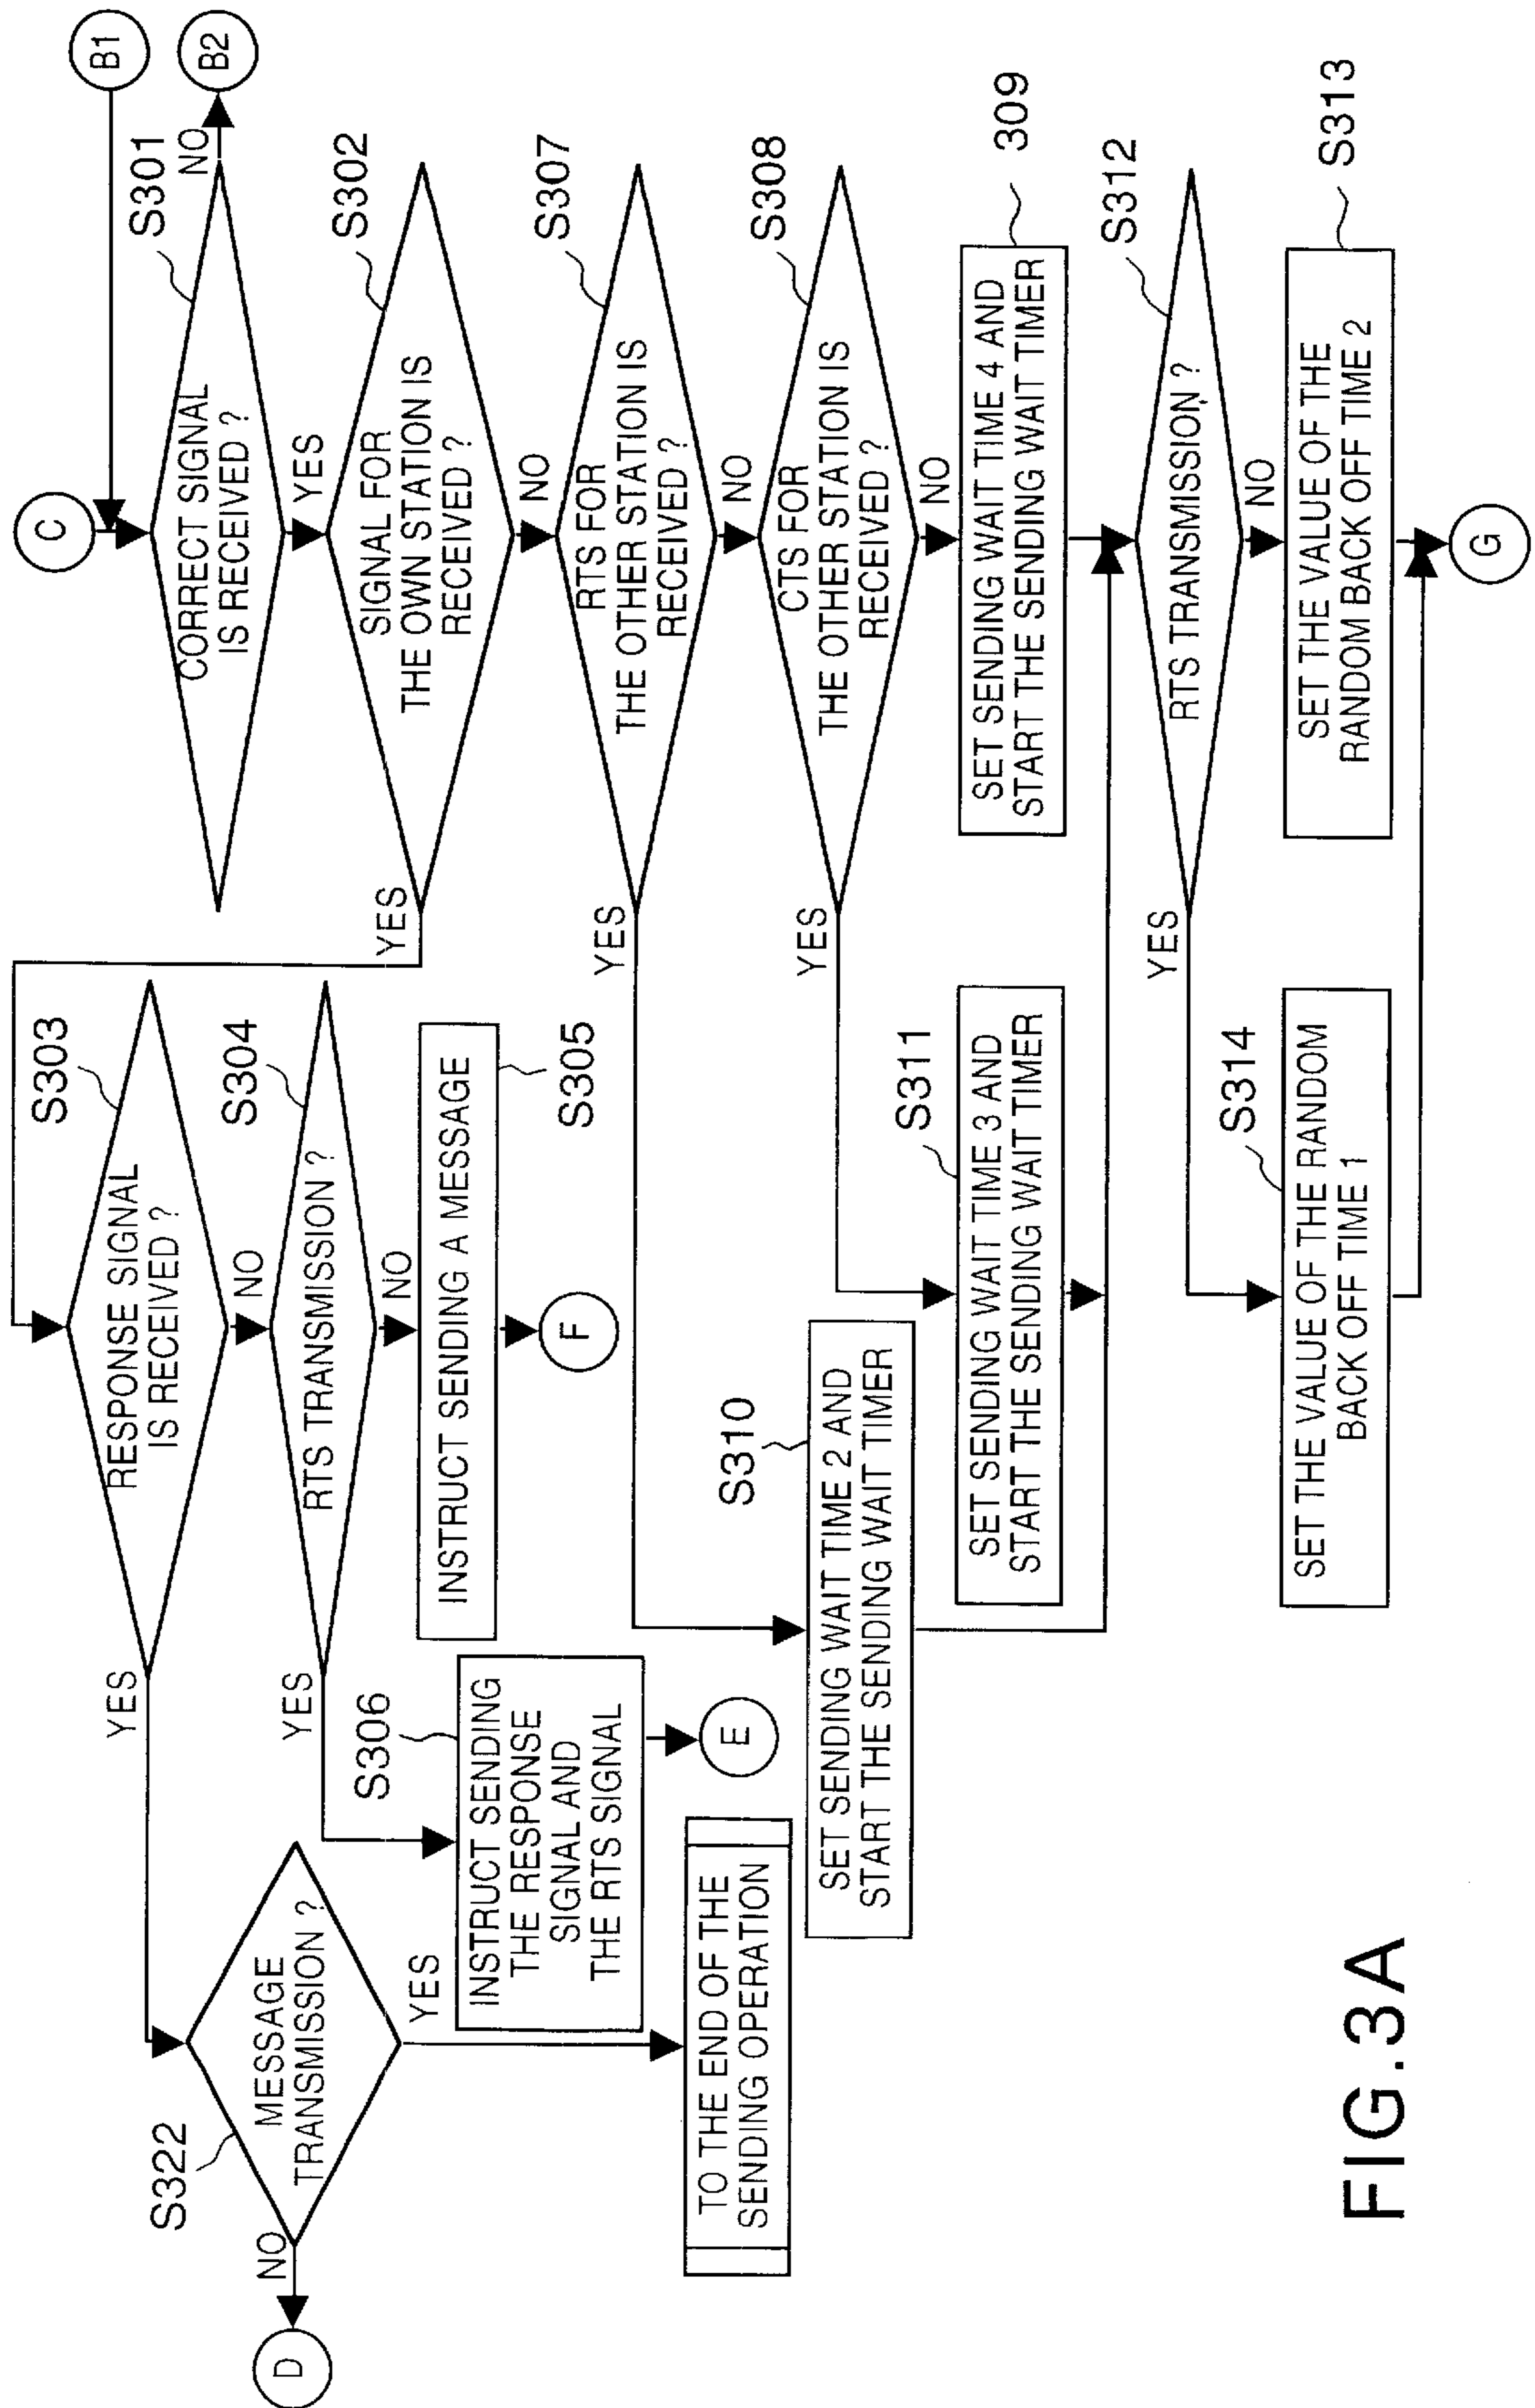 C
B1
S301
CORRECT SIGNAL
IS RECEIVED ?
NO
B2
YES
S302
SIGNAL FOR
THE OWN STATION IS
RECEIVED ?
YES
NO
S303
RESPONSE SIGNAL
IS RECEIVED ?
YES
NO
S304
RTS TRANSMISSION ?
YES
NO
INSTRUCT SENDING A MESSAGE
S305
F
S306
INSTRUCT SENDING
THE RESPONSE
SIGNAL AND
THE RTS SIGNAL
E
S322
MESSAGE
TRANSMISSION ?
NO
D
YES
TO THE END OF THE
SENDING OPERATION
S307
RTS FOR
THE OTHER STATION IS
RECEIVED ?
YES
NO
S310
SET SENDING WAIT TIME 2 AND
START THE SENDING WAIT TIMER
S308
CTS FOR
THE OTHER STATION IS
RECEIVED ?
YES
NO
S311
SET SENDING WAIT TIME 3 AND
START THE SENDING WAIT TIMER
309
SET SENDING WAIT TIME 4 AND
START THE SENDING WAIT TIMER
S312
RTS TRANSMISSION ?
YES
NO
S314
SET THE VALUE OF THE RANDOM
BACK OFF TIME 1
S313
SET THE VALUE OF THE
RANDOM BACK OFF TIME 2
G
FIG.3A